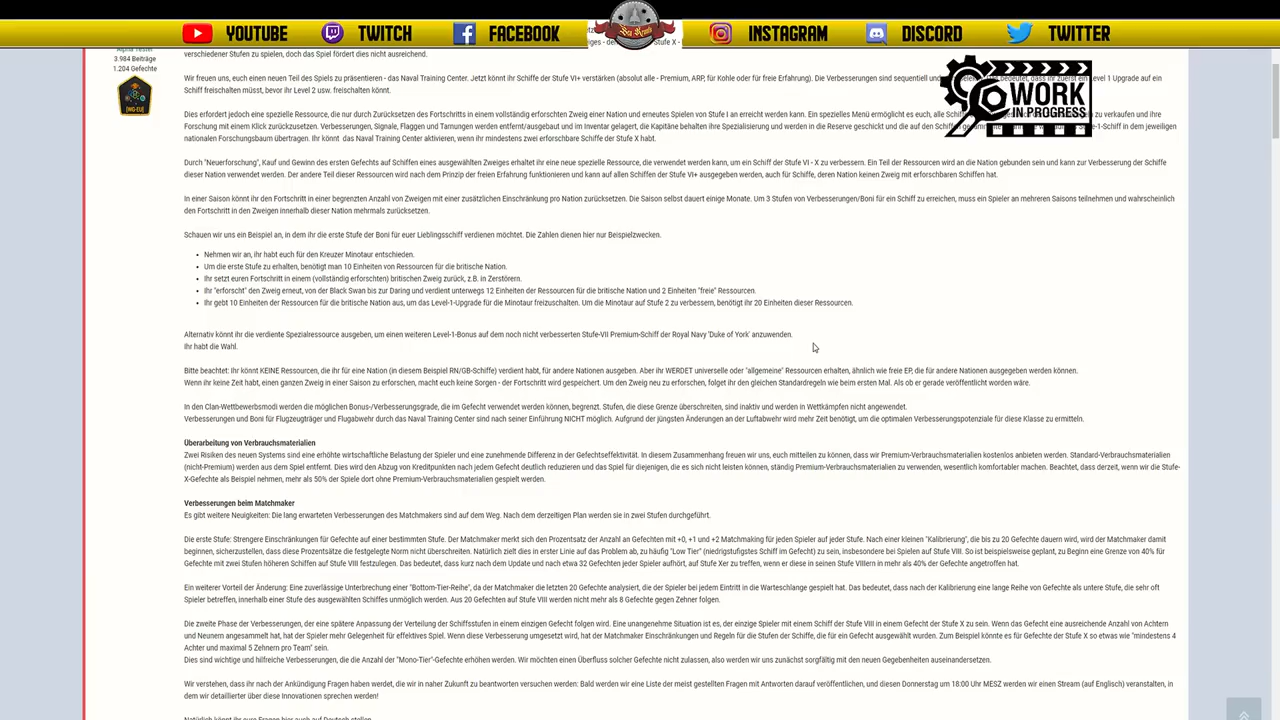 YOUTUBE TWITCH FACEBOOK INSTAGRAM DISCORD TWITTER
Alpha Tester
3.984 Beiträge
1.204 Gefechte
[WG-EU]
WORK
IN PROGRESS
verschiedener Stufen zu spielen, doch das Spiel fördert dies nicht ausreichend.
Wir freuen uns, euch einen neuen Teil des Spiels zu präsentieren - das Naval Training Center. Jetzt könnt ihr Schiffe der Stufe VI+ verstärken (absolut alle - Premium, ARP, für Kohle oder für freie Erfahrung). Die Verbesserungen sind sequentiell und bedeutet, dass ihr zuerst ein Level 1 Upgrade auf ein
Schiff freischalten müsst, bevor ihr Level 2 usw. freischalten könnt.
Dies erfordert jedoch eine spezielle Ressource, die nur durch Zurücksetzen des Fortschritts in einem vollständig erforschten Zweig einer Nation und erneutes Spielen von Stufe I an erreicht werden kann. Ein spezielles Menü ermöglicht es euch, alle Schiffe zu verkaufen und ihre
Forschung mit einem Klick zurückzusetzen. Verbesserungen, Signale, Flaggen und Tarnungen werden entfernt/ausgebaut und im Inventar gelagert, die Kapitäne behalten ihre Spezialisierung und werden in die Reserve geschickt und die auf den Schiffen Stufe-1-Schiff in dem jeweiligen
nationalen Forschungsbaum übertragen. Ihr könnt das Naval Training Center aktivieren, wenn ihr mindestens zwei erforschbare Schiffe der Stufe X habt.
Durch "Neuerforschung", Kauf und Gewinn des ersten Gefechts auf Schiffen eines ausgewählten Zweiges erhaltet ihr eine neue spezielle Ressource, die verwendet werden kann, um ein Schiff der Stufe VI - X zu verbessern. Ein Teil der Ressourcen wird an die Nation gebunden sein und kann zur Verbesserung der Schiffe
dieser Nation verwendet werden. Der andere Teil dieser Ressourcen wird nach dem Prinzip der freien Erfahrung funktionieren und kann auf allen Schiffen der Stufe VI+ ausgegeben werden, auch für Schiffe, deren Nation keinen Zweig mit erforschbaren Schiffen hat.
In einer Saison könnt ihr den Fortschritt in einer begrenzten Anzahl von Zweigen mit einer zusätzlichen Einschränkung pro Nation zurücksetzen. Die Saison selbst dauert einige Monate. Um 3 Stufen von Verbesserungen/Boni für ein Schiff zu erreichen, muss ein Spieler an mehreren Saisons teilnehmen und wahrscheinlich
den Fortschritt in den Zweigen innerhalb dieser Nation mehrmals zurücksetzen.
Schauen wir uns ein Beispiel an, in dem ihr die erste Stufe der Boni für euer Lieblingsschiff verdienen möchtet. Die Zahlen dienen hier nur Beispielzwecken.
• Nehmen wir an, ihr habt euch für den Kreuzer Minotaur entschieden.
• Um die erste Stufe zu erhalten, benötigt man 10 Einheiten von Ressourcen für die britische Nation.
• Ihr setzt euren Fortschritt in einem (vollständig erforschten) britischen Zweig zurück, z.B. in Zerstörern.
• Ihr "erforscht" den Zweig erneut, von der Black Swan bis zur Daring und verdient unterwegs 12 Einheiten der Ressourcen für die britische Nation und 2 Einheiten "freie" Ressourcen.
• Ihr gebt 10 Einheiten der Ressourcen für die britische Nation aus, um das Level-1-Upgrade für die Minotaur freizuschalten. Um die Minotaur auf Stufe 2 zu verbessern, benötigt ihr 20 Einheiten dieser Ressourcen.
Alternativ könnt ihr die verdiente Spezialressource ausgeben, um einen weiteren Level-1-Bonus auf dem noch nicht verbesserten Stufe-VII Premium-Schiff der Royal Navy 'Duke of York' anzuwenden.
Ihr habt die Wahl.
Bitte beachtet: Ihr könnt KEINE Ressourcen, die ihr für eine Nation (in diesem Beispiel RN/GB-Schiffe) verdient habt, für andere Nationen ausgeben. Aber ihr WERDET universelle oder "allgemeine" Ressourcen erhalten, ähnlich wie freie EP, die für andere Nationen ausgegeben werden können.
Wenn ihr keine Zeit habt, einen ganzen Zweig in einer Saison zu erforschen, macht euch keine Sorgen - der Fortschritt wird gespeichert. Um den Zweig neu zu erforschen, folget ihr den gleichen Standardregeln wie beim ersten Mal. Als ob er gerade veröffentlicht worden wäre.
In den Clan-Wettbewerbsmodi werden die möglichen Bonus-/Verbesserungsgrade, die im Gefecht verwendet werden können, begrenzt. Stufen, die diese Grenze überschreiten, sind inaktiv und werden in Wettkämpfen nicht angewendet.
Verbesserungen und Boni für Flugzeugträger und Flugabwehr durch das Naval Training Center sind nach seiner Einführung NICHT möglich. Aufgrund der jüngsten Änderungen an der Luftabwehr wird mehr Zeit benötigt, um die optimalen Verbesserungspotenziale für diese Klasse zu ermitteln.
Überarbeitung von Verbrauchsmaterialien
Zwei Risiken des neuen Systems sind eine erhöhte wirtschaftliche Belastung der Spieler und eine zunehmende Differenz in der Gefechtseffektivität. In diesem Zusammenhang freuen wir uns, euch mitteilen zu können, dass wir Premium-Verbrauchsmaterialien kostenlos anbieten werden. Standard-Verbrauchsmaterialien
(nicht-Premium) werden aus dem Spiel entfernt. Dies wird den Abzug von Kreditpunkten nach jedem Gefecht deutlich reduzieren und das Spiel für diejenigen, die es sich nicht leisten können, ständig Premium-Verbrauchsmaterialien zu verwenden, wesentlich komfortabler machen. Beachtet, dass derzeit, wenn wir die Stufe-
X-Gefechte als Beispiel nehmen, mehr als 50% der Spiele dort ohne Premium-Verbrauchsmaterialien gespielt werden.
Verbesserungen beim Matchmaker
Es gibt weitere Neuigkeiten: Die lang erwarteten Verbesserungen des Matchmakers sind auf dem Weg. Nach dem derzeitigen Plan werden sie in zwei Stufen durchgeführt.
Die erste Stufe: Strengere Einschränkungen für Gefechte auf einer bestimmten Stufe. Der Matchmaker merkt sich den Prozentsatz der Anzahl an Gefechten mit +0, +1 und +2 Matchmaking für jeden Spieler auf jeder Stufe. Nach einer kleinen "Kalibrierung", die bis zu 20 Gefechte dauern wird, wird der Matchmaker damit
beginnen, sicherzustellen, dass diese Prozentsätze die festgelegte Norm nicht überschreiten. Natürlich zielt dies in erster Linie auf das Problem ab, zu häufig "Low Tier" (niedrigstufigstes Schiff im Gefecht) zu sein, insbesondere bei Spielen auf Stufe VIII. So ist beispielsweise geplant, zu Beginn eine Grenze von 40% für
Gefechte mit zwei Stufen höheren Schiffen auf Stufe VIII festzulegen. Das bedeutet, dass kurz nach dem Update und nach etwa 32 Gefechten jeder Spieler aufhört, auf Stufe Xer zu treffen, wenn er diese in seinen Stufe VIIIern in mehr als 40% der Gefechte angetroffen hat.
Ein weiterer Vorteil der Änderung: Eine zuverlässige Unterbrechung einer "Bottom-Tier-Reihe", da der Matchmaker die letzten 20 Gefechte analysiert, die der Spieler bei jedem Eintritt in die Warteschlange gespielt hat. Das bedeutet, dass nach der Kalibrierung eine lange Reihe von Gefechten als untere Stufe, die sehr oft
Spieler betreffen, innerhalb einer Stufe des ausgewählten Schiffes unmöglich werden. Aus 20 Gefechten auf Stufe VIII werden nicht mehr als 8 Gefechte gegen Zehner folgen.
Die zweite Phase der Verbesserungen, der eine spätere Anpassung der Verteilung der Schiffsstufen in einem einzigen Gefecht folgen wird. Eine unangenehme Situation ist es, der einzige Spieler mit einem Schiff der Stufe VIII in einem Gefecht der Stufe X zu sein. Wenn das Gefecht eine ausreichende Anzahl von Achtern
und Neunern angesammelt hat, hat der Spieler mehr Gelegenheit für effektives Spiel. Wenn diese Verbesserung umgesetzt wird, hat der Matchmaker Einschränkungen und Regeln für die Stufen der Schiffe, die für ein Gefecht ausgewählt wurden. Zum Beispiel könnte es für Gefechte der Stufe X so etwas wie "mindestens 4
Achter und maximal 5 Zehnern pro Team" sein.
Dies sind wichtige und hilfreiche Verbesserungen, die die Anzahl der "Mono-Tier"-Gefechte erhöhen werden. Wir möchten einen Überfluss solcher Gefechte nicht zulassen, also werden wir uns zunächst sorgfältig mit den neuen Gegebenheiten auseinandersetzen.
Wir verstehen, dass ihr nach der Ankündigung Fragen haben werdet, die wir in naher Zukunft zu beantworten versuchen werden: Bald werden wir eine Liste der meist gestellten Fragen mit Antworten darauf veröffentlichen, und diesen Donnerstag um 18:00 Uhr MESZ werden wir einen Stream (auf Englisch) veranstalten, in
dem wir detaillierter über diese Innovationen sprechen werden!
Natürlich könnt ihr eure Fragen hier auch auf Deutsch stellen.